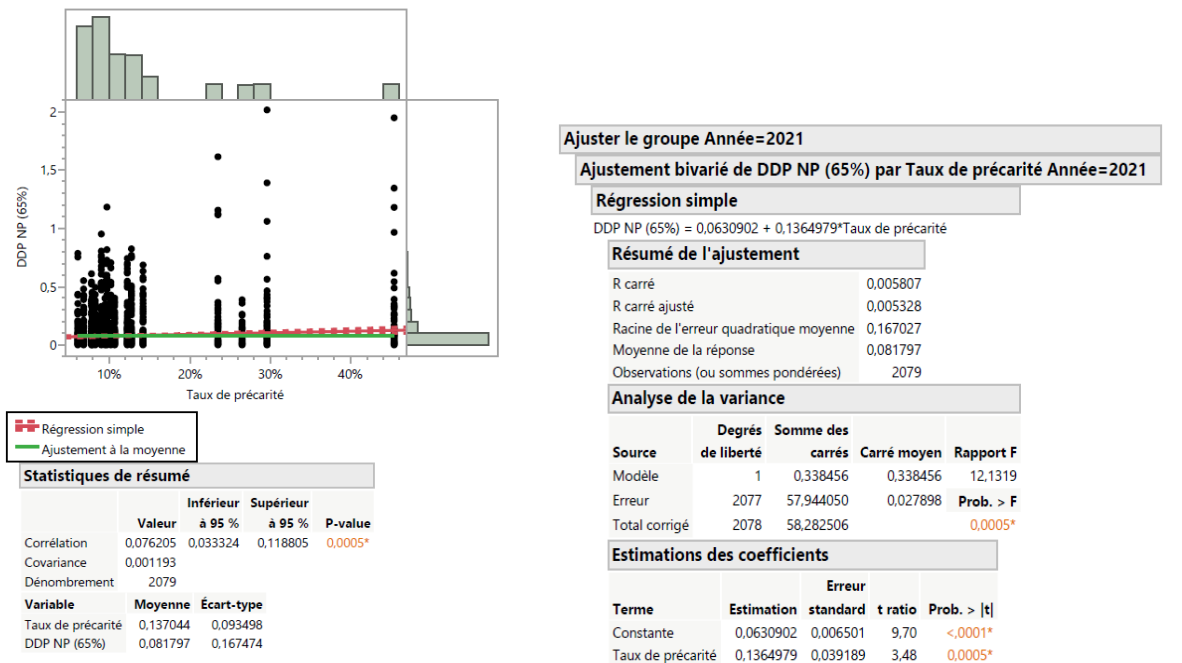 2
1,5
1
0,5
0
DDP NP (65%)
10% 20% 30% 40%
Taux de précarité
Régression simple
Ajustement à la moyenne
Statistiques de résumé
Inférieur Supérieur
Valeur à 95 % à 95 % P-value
Corrélation 0,076205 0,033324 0,118805 0,0005*
Covariance 0,001193
Dénombrement 2079
Variable Moyenne Écart-type
Taux de précarité 0,137044 0,093498
DDP NP (65%) 0,081797 0,167474
Ajuster le groupe Année=2021
Ajustement bivarié de DDP NP (65%) par Taux de précarité Année=2021
Régression simple
DDP NP (65%) = 0,0630902 + 0,1364979*Taux de précarité
Résumé de l'ajustement
R carré 0,005807
R carré ajusté 0,005328
Racine de l'erreur quadratique moyenne 0,167027
Moyenne de la réponse 0,081797
Observations (ou sommes pondérées) 2079
Analyse de la variance
Degrés Somme des
Source de liberté carrés Carré moyen Rapport F
Modèle 1 0,338456 0,338456 12,1319
Erreur 2077 57,944050 0,027898 Prob. > F
Total corrigé 2078 58,282506 0,0005*
Estimations des coefficients
Erreur
Terme Estimation standard t ratio Prob. > |t|
Constante 0,0630902 0,006501 9,70 <,0001*
Taux de précarité 0,1364979 0,039189 3,48 0,0005*